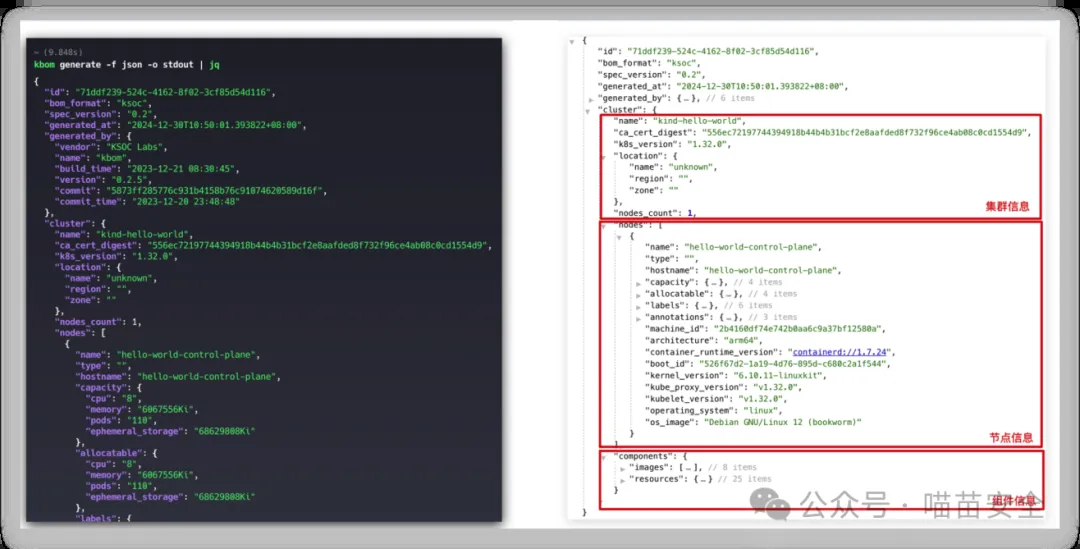 ~ (9.848s)
kbom generate -f json -o stdout | jq
{
"id": "71ddf239-524c-4162-8f02-3cf85d54d116",
"bom_format": "ksoc",
"spec_version": "0.2",
"generated_at": "2024-12-30T10:50:01.393822+08:00",
"generated_by": {
"vendor": "KSOC Labs",
"name": "kbom",
"build_time": "2023-12-21 08:30:45",
"version": "0.2.5",
"commit": "5873ff285776c931b4158b76c91074620589d16f",
"commit_time": "2023-12-20 23:48:48"
},
"cluster": {
"name": "kind-hello-world",
"ca_cert_digest": "556ec72197744394918b44b4b31bcf2e8aafded8f732f96ce4ab08c0cd1554d9",
"k8s_version": "1.32.0",
"location": {
"name": "unknown",
"region": "",
"zone": ""
},
"nodes_count": 1,
"nodes": [
{
"name": "hello-world-control-plane",
"type": "",
"hostname": "hello-world-control-plane",
"capacity": {
"cpu": "8",
"memory": "6067556Ki",
"pods": "110",
"ephemeral_storage": "68629808Ki"
},
"allocatable": {
"cpu": "8",
"memory": "6067556Ki",
"pods": "110",
"ephemeral_storage": "68629808Ki"
},
"labels": {
{
"id": "71ddf239-524c-4162-8f02-3cf85d54d116",
"bom_format": "ksoc",
"spec_version": "0.2",
"generated_at": "2024-12-30T10:50:01.393822+08:00",
"generated_by": {…}, // 6 items
"cluster": {
"name": "kind-hello-world",
"ca_cert_digest": "556ec72197744394918b44b4b31bcf2e8aafded8f732f96ce4ab08c0cd1554d9",
"k8s_version": "1.32.0",
"location": {
"name": "unknown",
"region": "",
"zone": ""
},
集群信息
"nodes_count": 1,
"nodes": [
{
"name": "hello-world-control-plane",
"type": "",
"hostname": "hello-world-control-plane",
"capacity": {…}, // 4 items
"allocatable": {…}, // 4 items
"labels": {…}, // 6 items
"annotations": {…}, // 3 items
"machine_id": "2b4160df74e742b0aa6c9a37bf12580a",
"architecture": "arm64",
"container_runtime_version": "containerd://1.7.24",
"boot_id": "526f67d2-1a19-4d76-895d-c680c2a1f544",
"kernel_version": "6.10.11-linuxkit",
"kube_proxy_version": "v1.32.0",
"kubelet_version": "v1.32.0",
"operating_system": "linux",
"os_image": "Debian GNU/Linux 12 (bookworm)"
}
节点信息
],
"components": {
"images": […], // 8 items
"resources": {…} // 25 items
}
组件信息
}
公众号 · 喵苗安全